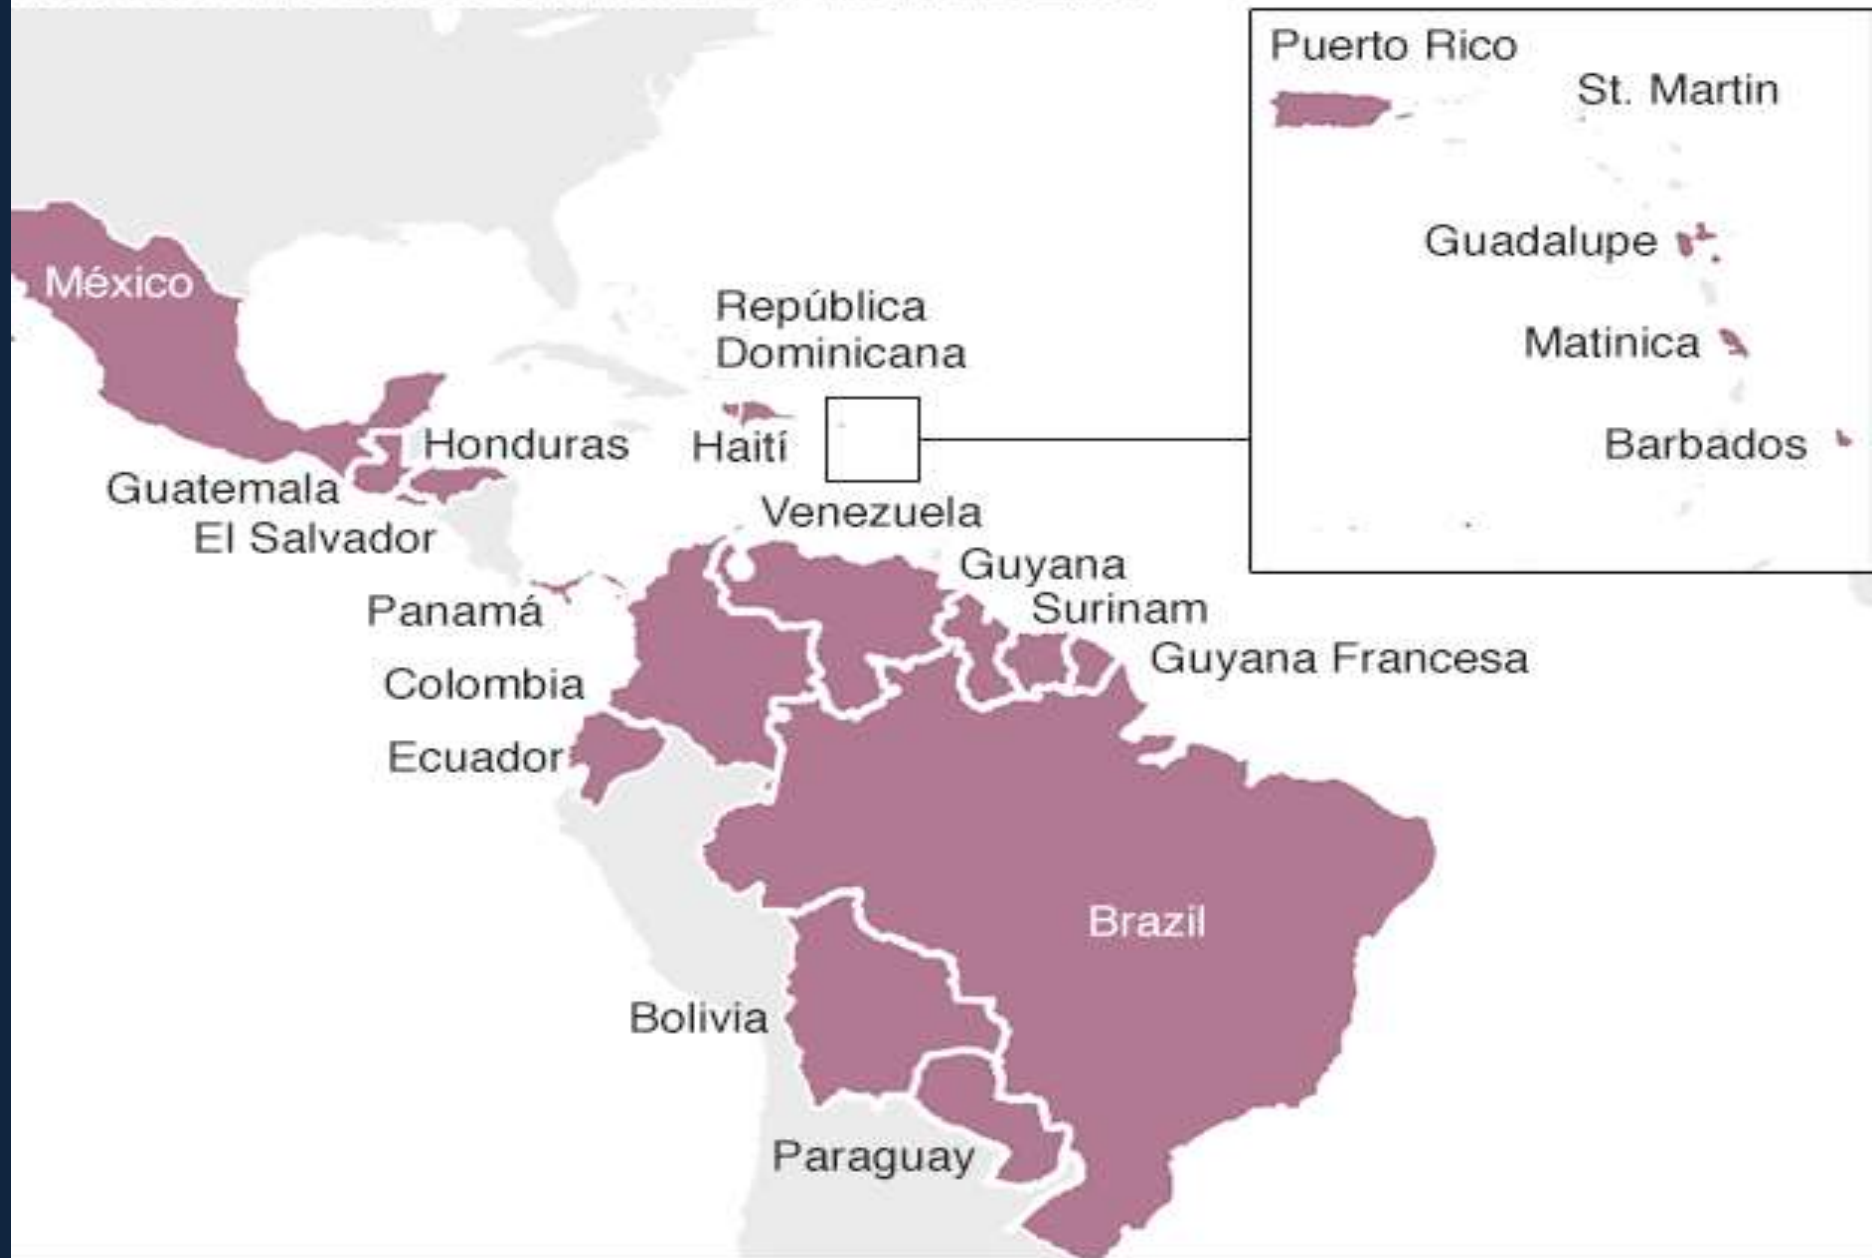 Puerto Rico
St. Martin
Guadalupe
México
República
Dominicana
Matinica
Honduras
Haití
Barbados
Guatemala
Venezuela
El Salvador
Guyana
Panamá
Surinam
Guyana Francesa
Colombia
Ecuador
Brazil
Bolivia
Paraguay